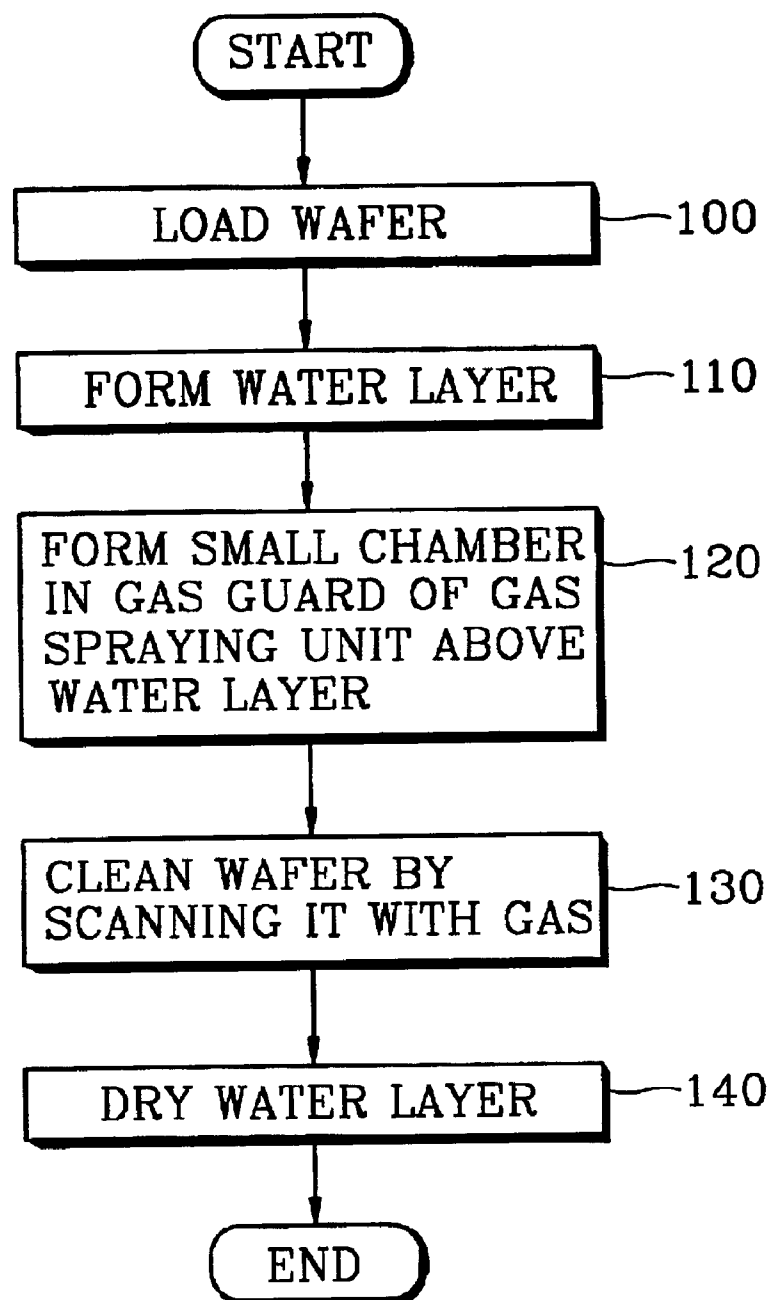 START
LOAD WAFER
100
FORM WATER LAYER
110
FORM SMALL CHAMBER
IN GAS GUARD OF GAS
SPRAYING UNIT ABOVE
WATER LAYER
120
CLEAN WAFER BY
SCANNING IT WITH GAS
130
DRY WATER LAYER
140
END